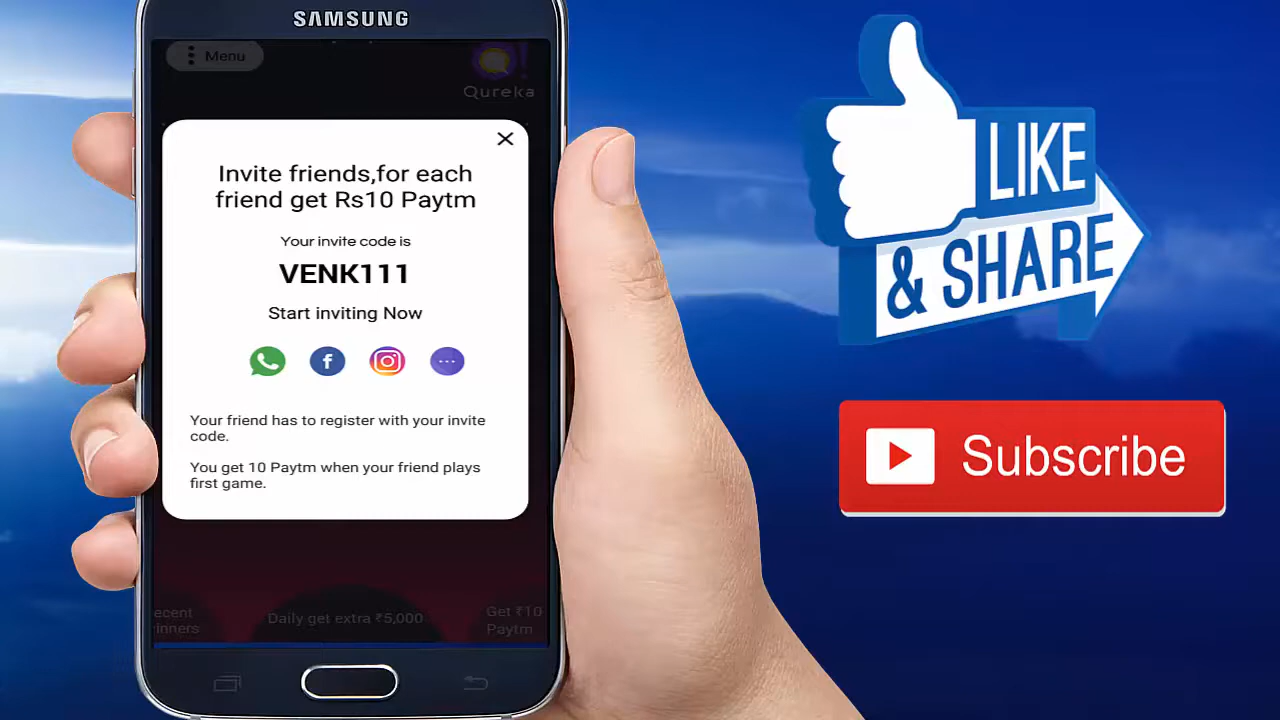 SAMSUNG
Menu
Qureka
Invite friends,for each
friend get Rs10 Paytm
Your invite code is
VENK111
Start inviting Now
Your friend has to register with your invite
code.
You get 10 Paytm when your friend plays
first game.
ecent
inners
Daily get extra ₹5,000
Get ₹10
Paytm
LIKE
& SHARE
Subscribe